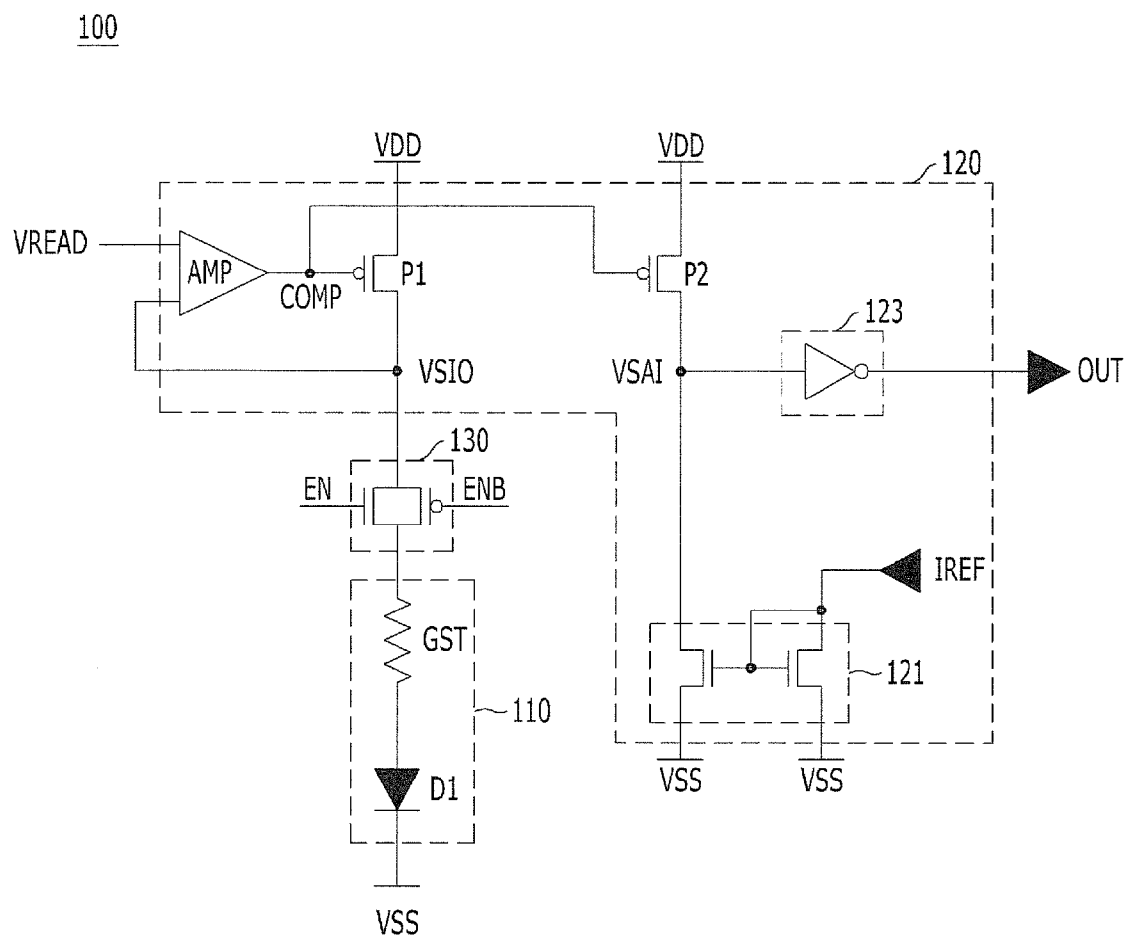 100
VDD
VDD
120
VREAD
AMP
COMP
P1
P2
123
VSIO
VSAI
OUT
130
EN
ENB
IREF
GST
121
110
D1
VSS
VSS
VSS